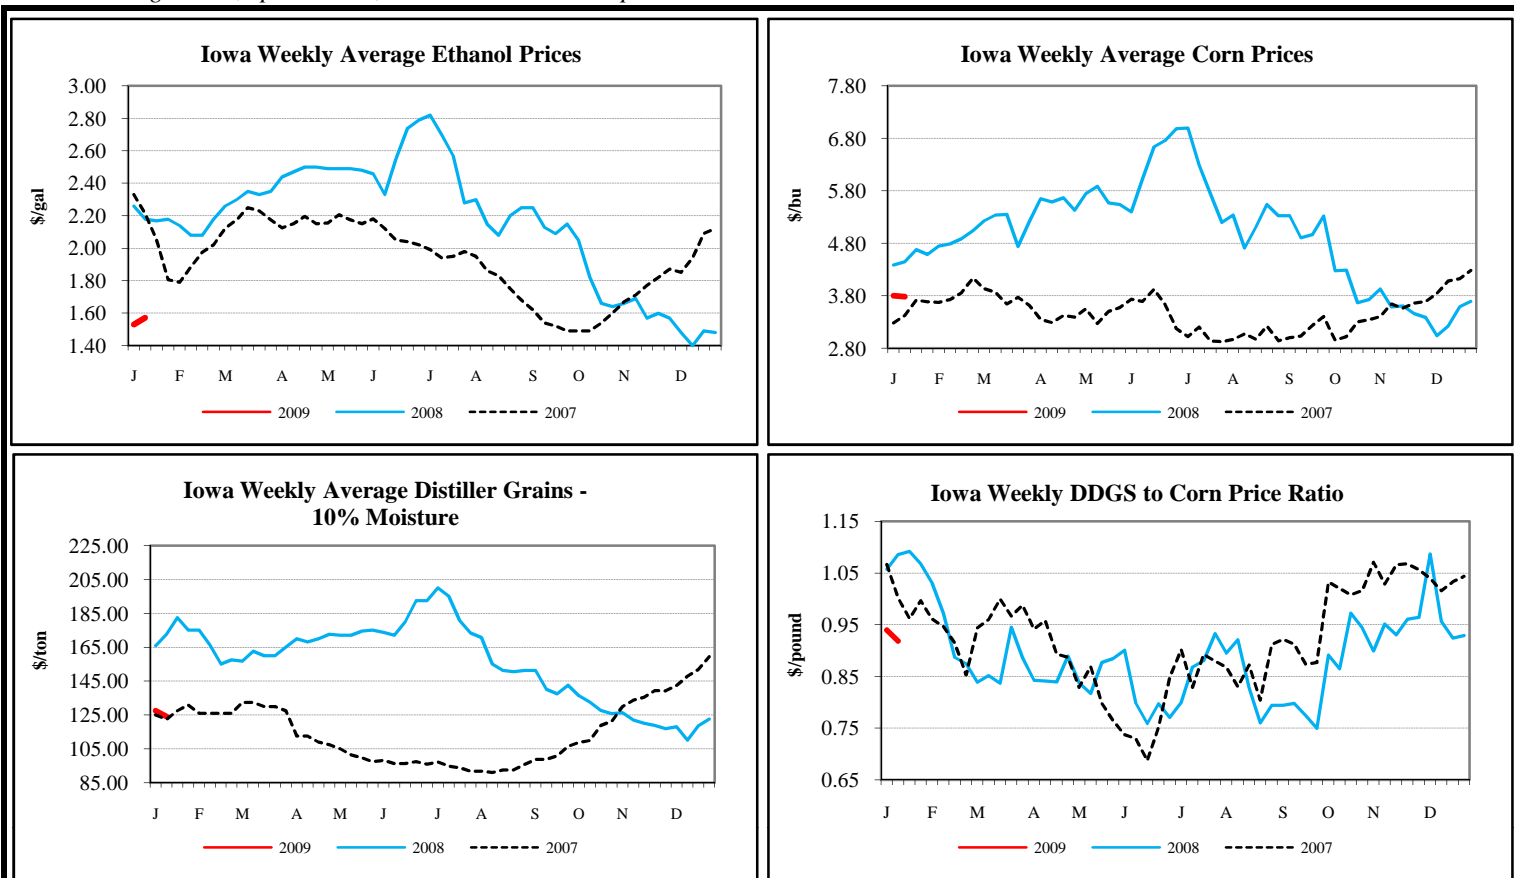 Iowa Weekly Average Ethanol Prices
3.00
2.80
2.60
2.40
2.20
2.00
1.80
1.60
1.40
$/gal
J F M A M J J A S O N D
2009 2008 2007
Iowa Weekly Average Corn Prices
7.80
6.80
5.80
4.80
3.80
2.80
$/bu
J F M A M J J A S O N D
2009 2008 2007
Iowa Weekly Average Distiller Grains -
10% Moisture
225.00
205.00
185.00
165.00
145.00
125.00
105.00
85.00
$/ton
J F M A M J J A S O N D
2009 2008 2007
Iowa Weekly DDGS to Corn Price Ratio
1.15
1.05
0.95
0.85
0.75
0.65
$/pound
J F M A M J J A S O N D
2009 2008 2007